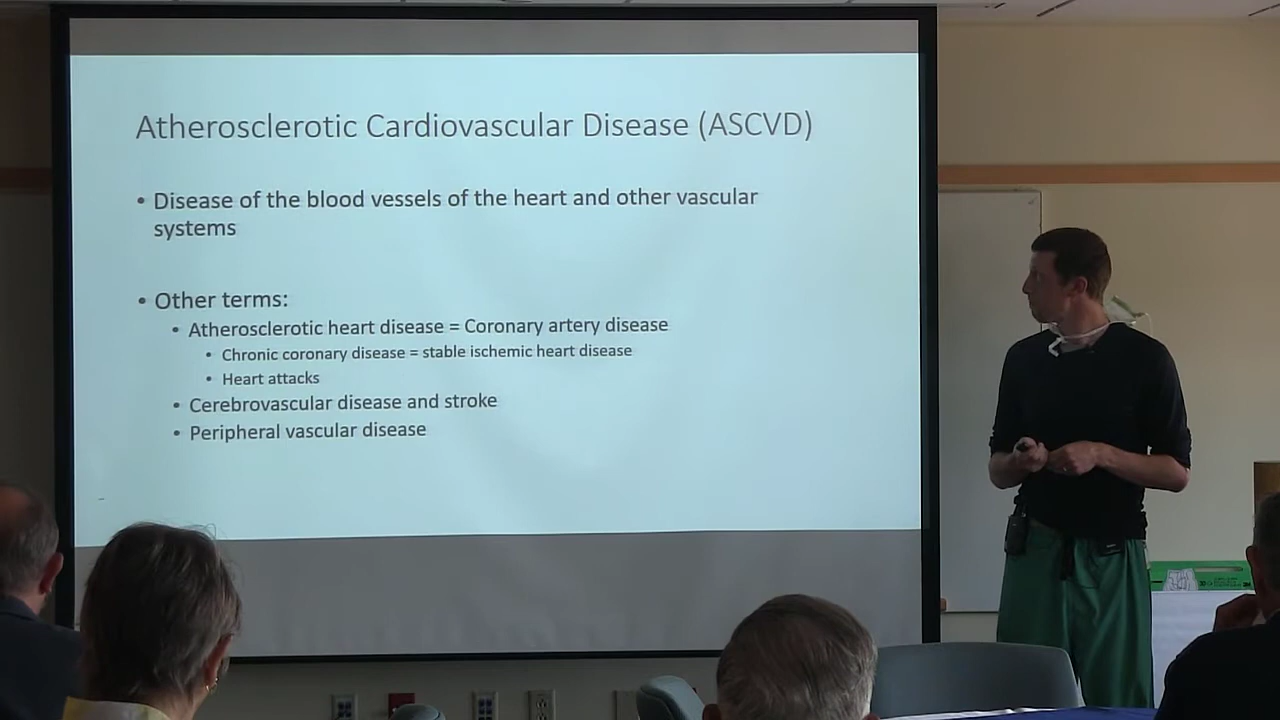 Atherosclerotic Cardiovascular Disease (ASCVD)
• Disease of the blood vessels of the heart and other vascular
systems
• Other terms:
• Atherosclerotic heart disease = Coronary artery disease
• Chronic coronary disease = stable ischemic heart disease
• Heart attacks
• Cerebrovascular disease and stroke
• Peripheral vascular disease